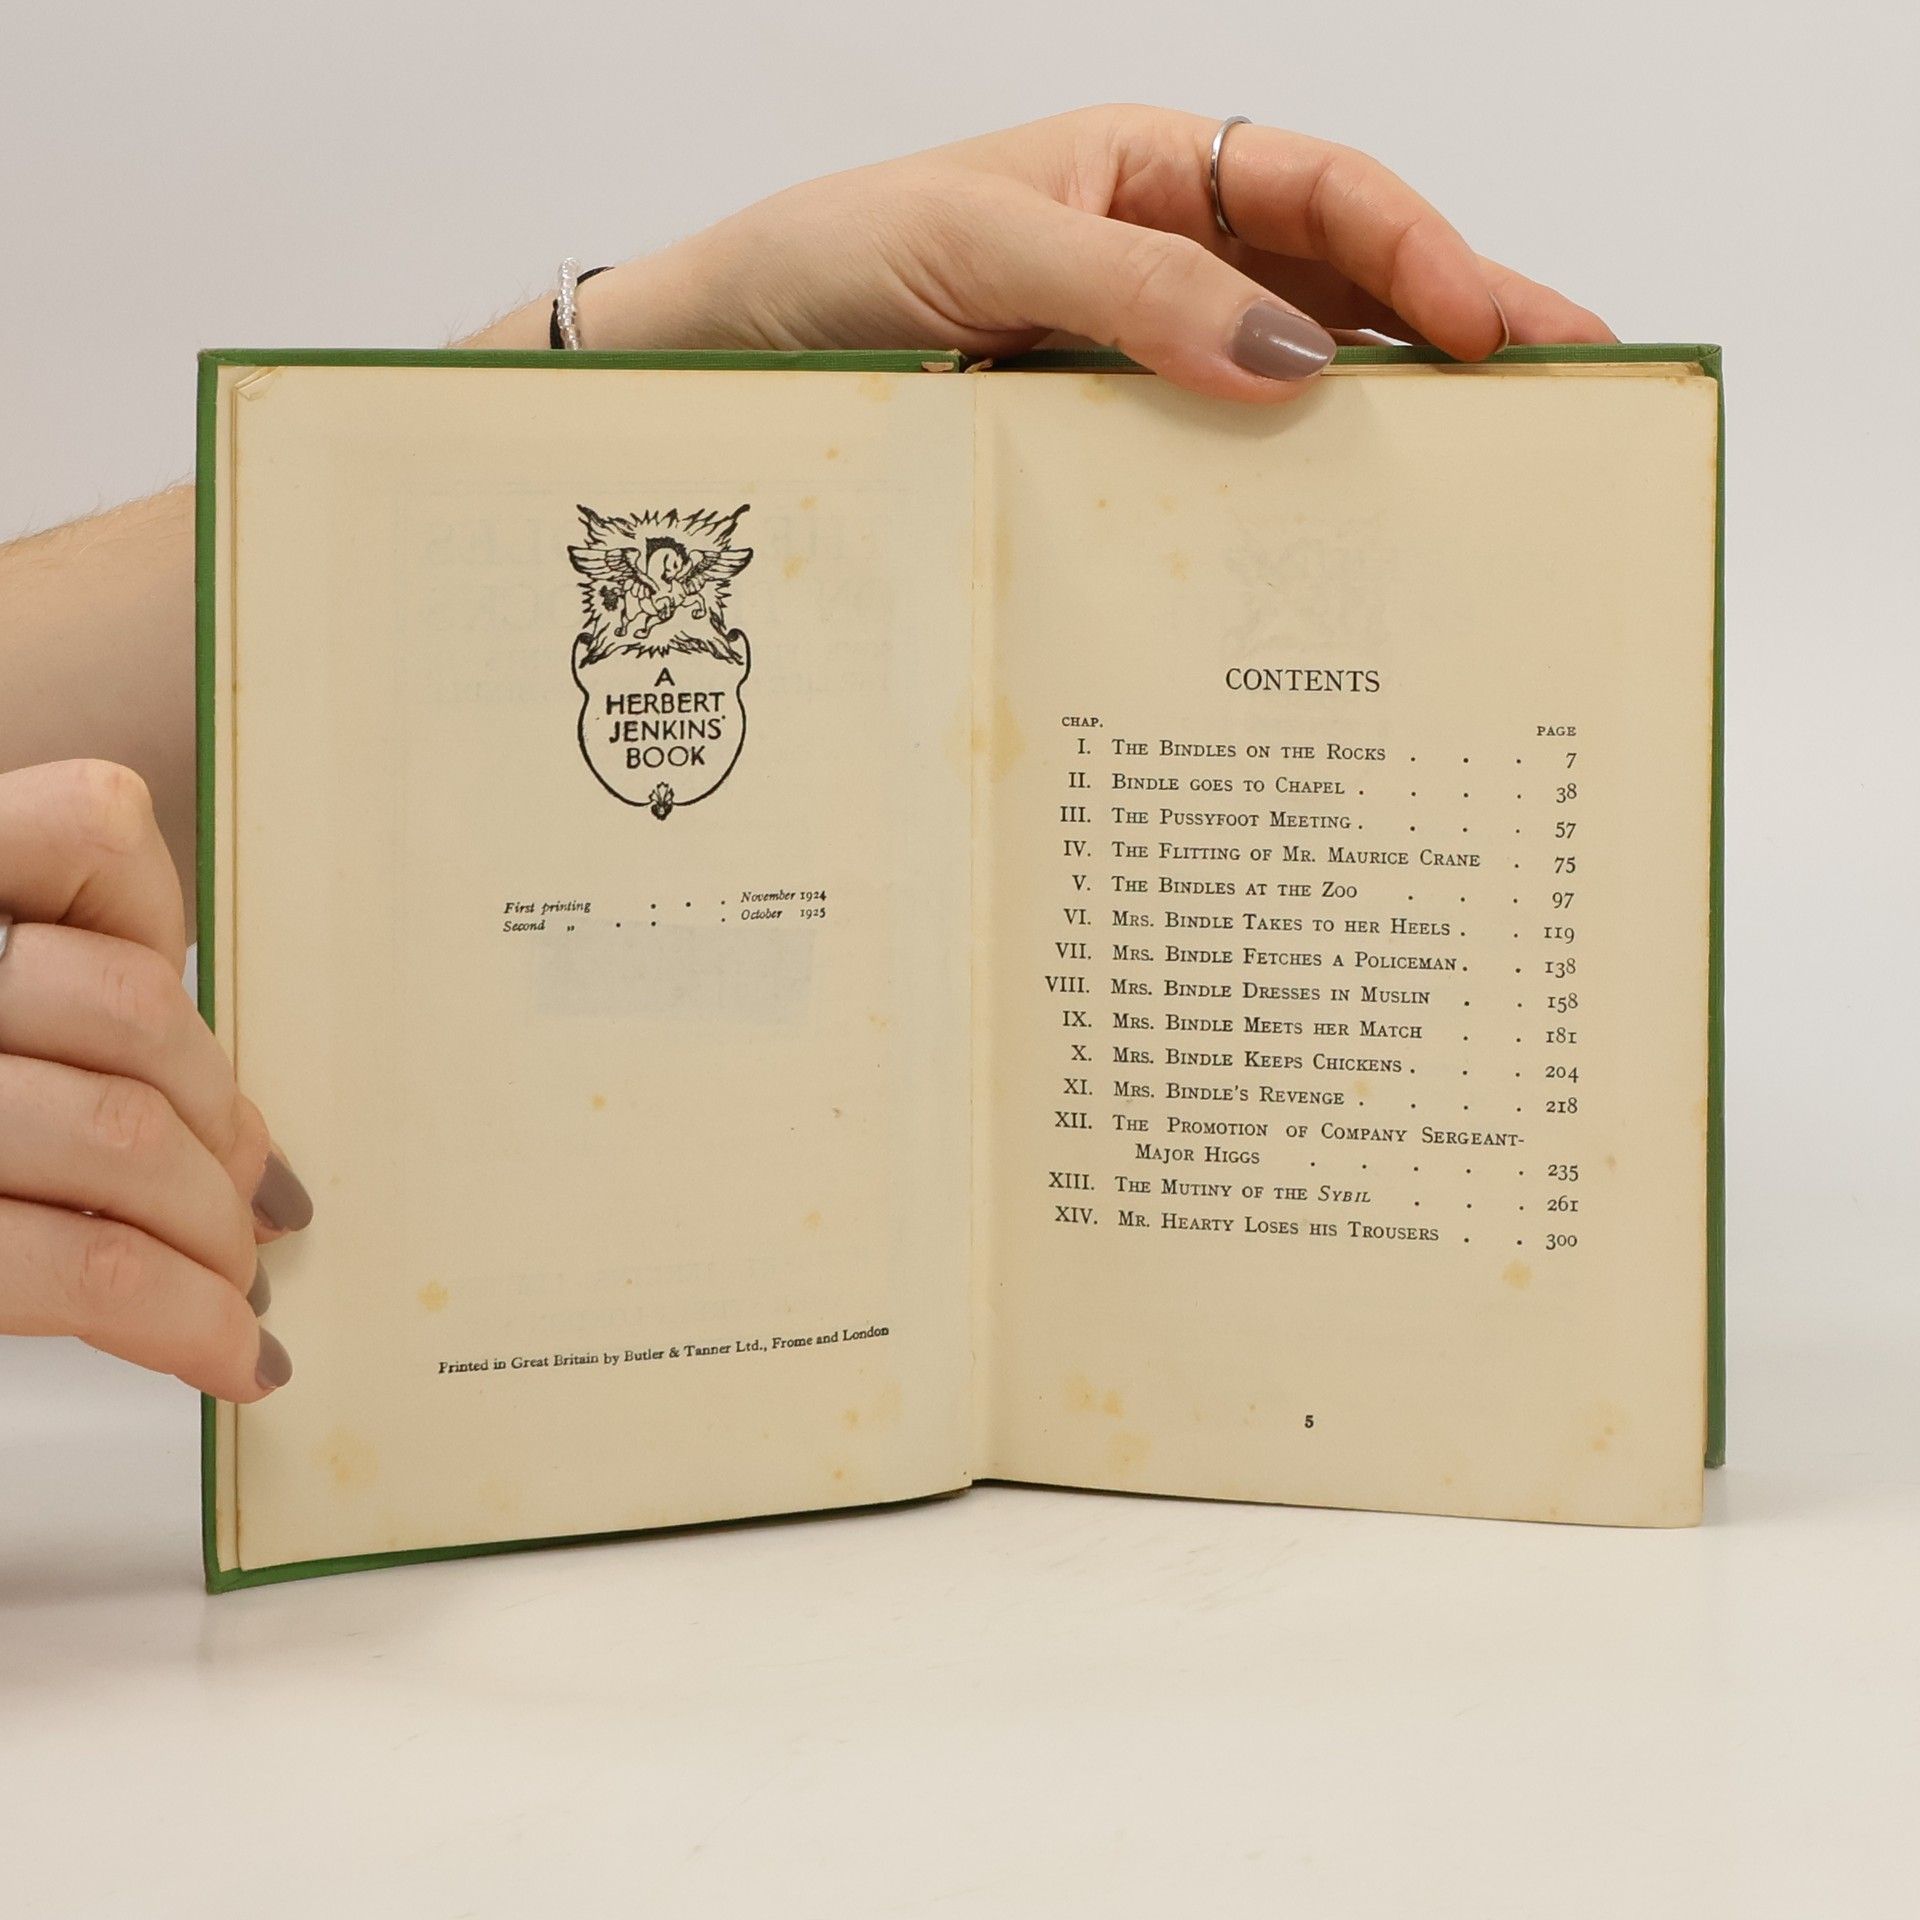 A
HERBERT
JENKINS'
BOOK
First printing . . . November 1924
Second „ . . . October 1925
Printed in Great Britain by Butler & Tanner Ltd., Frome and London
CONTENTS
CHAP. PAGE
I. The Bindles on the Rocks . . . 7
II. Bindle goes to Chapel . . . . 38
III. The Pussyfoot Meeting . . . . 57
IV. The Flitting of Mr. Maurice Crane . 75
V. The Bindles at the Zoo . . . 97
VI. Mrs. Bindle Takes to her Heels . . 119
VII. Mrs. Bindle Fetches a Policeman . . 138
VIII. Mrs. Bindle Dresses in Muslin . . 158
IX. Mrs. Bindle Meets her Match . . 181
X. Mrs. Bindle Keeps Chickens . . . 204
XI. Mrs. Bindle's Revenge . . . . 218
XII. The Promotion of Company Sergeant-
Major Higgs . . . . . 235
XIII. The Mutiny of the Sybil . . . 261
XIV. Mr. Hearty Loses his Trousers . . 300
5